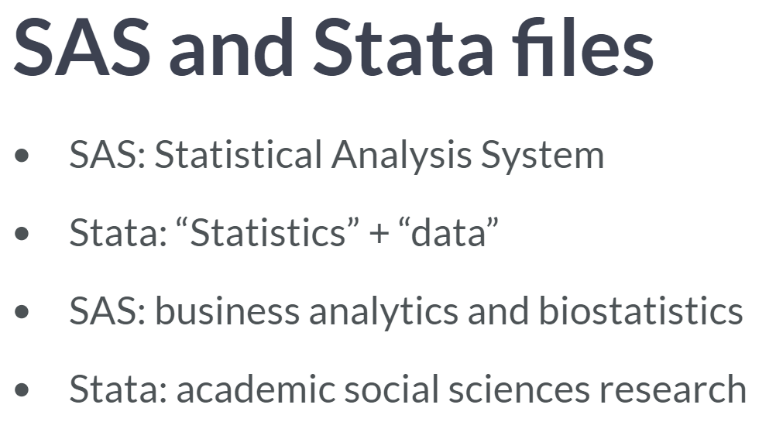 SAS and Stata files
• SAS: Statistical Analysis System
• Stata: “Statistics” + “data”
• SAS: business analytics and biostatistics
• Stata: academic social sciences research